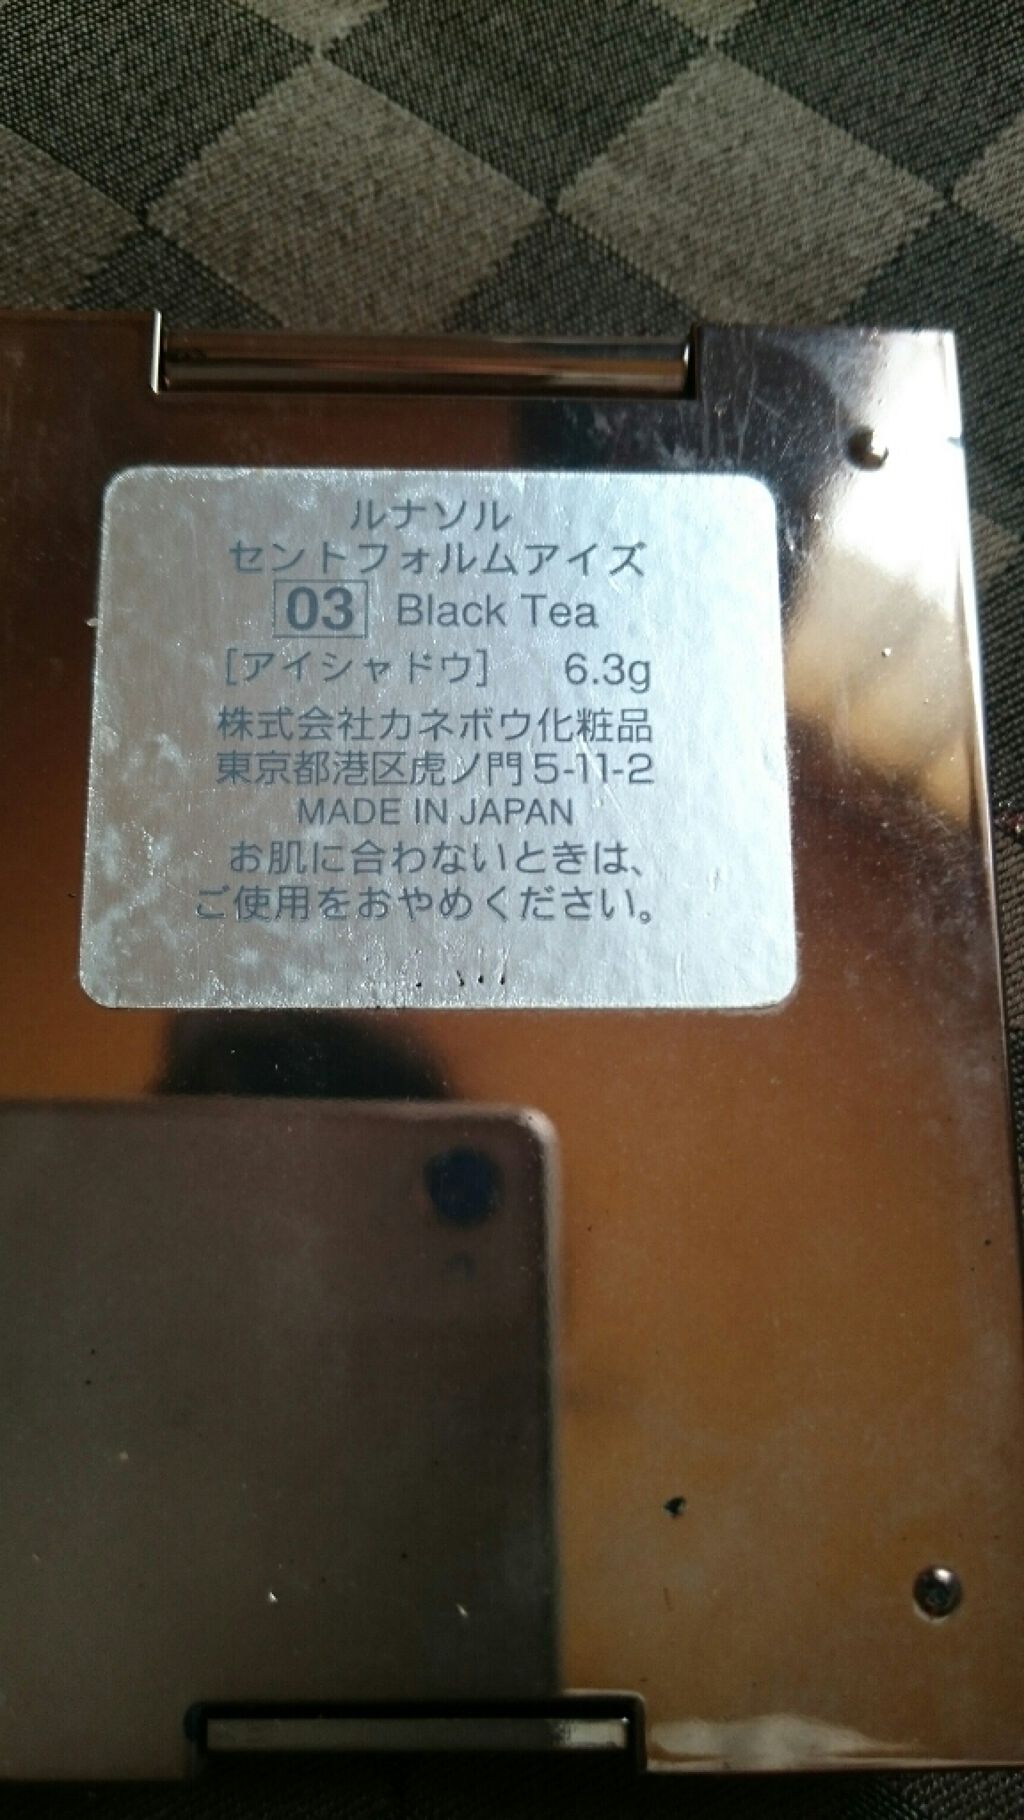 ルナソル
セントフォルムアイズ
03 Black Tea
[アイシャドウ] 6.3g
株式会社カネボウ化粧品
東京都港区虎ノ門5-11-2
MADE IN JAPAN
お肌に合わないときは、
ご使用をおやめください。